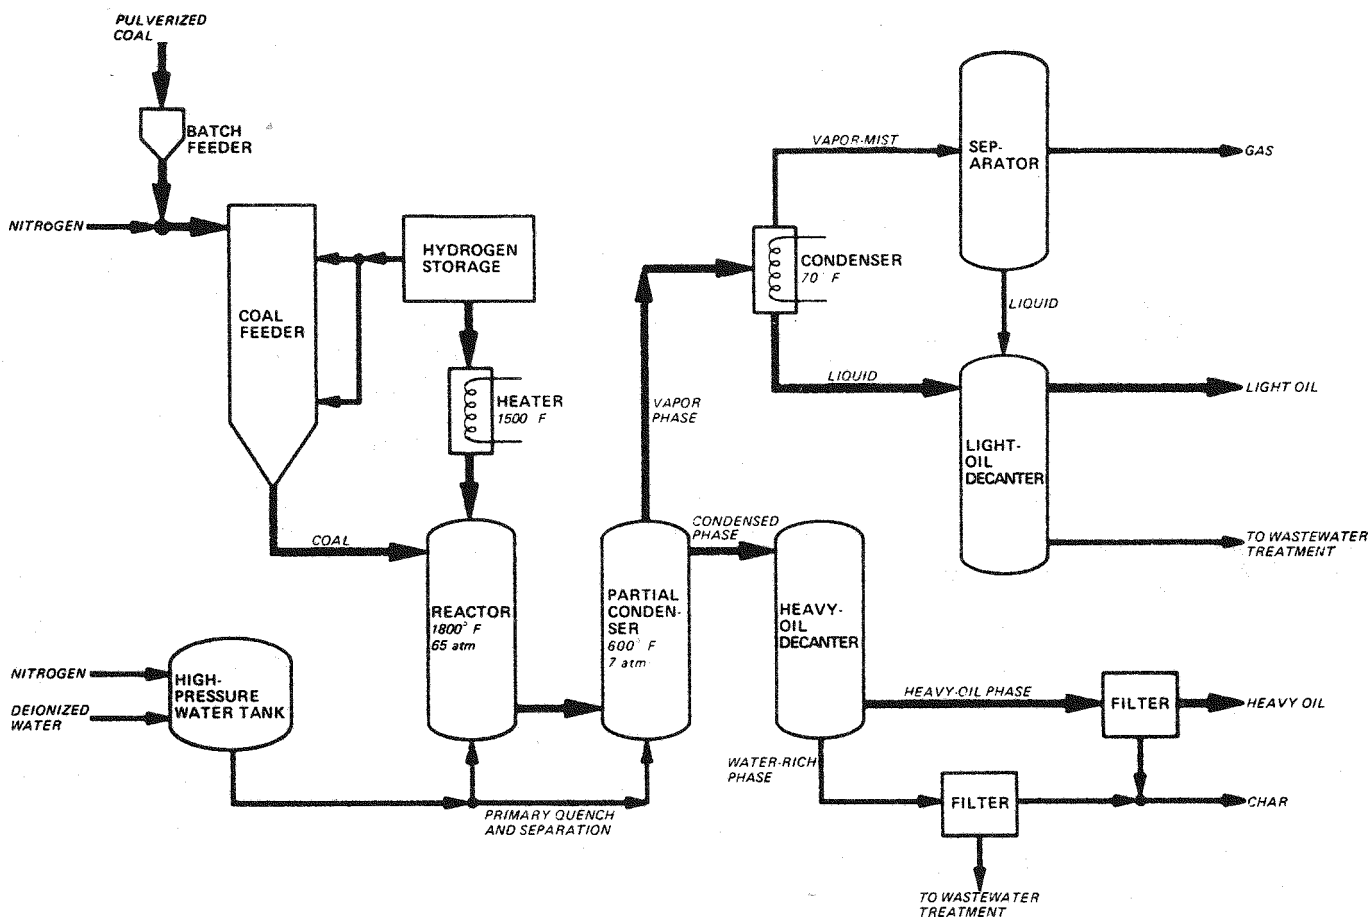 PULVERIZED
COAL
BATCH
FEEDER
NITROGEN
COAL
FEEDER
HYDROGEN
STORAGE
HEATER
1500 F
COAL
REACTOR
1800° F
65 atm
NITROGEN
DEIONIZED
WATER
HIGH-
PRESSURE
WATER TANK
PRIMARY QUENCH
AND SEPARATION
PARTIAL
CONDEN-
SER
600° F
7 atm
VAPOR
PHASE
CONDENSER
70° F
VAPOR-MIST
SEP-
ARATOR
GAS
LIQUID
LIQUID
LIGHT-
OIL
DECANTER
LIGHT OIL
TO WASTEWATER
TREATMENT
CONDENSED
PHASE
HEAVY-
OIL
DECANTER
HEAVY-OIL PHASE
FILTER
HEAVY OIL
WATER-RICH
PHASE
FILTER
CHAR
TO WASTEWATER
TREATMENT